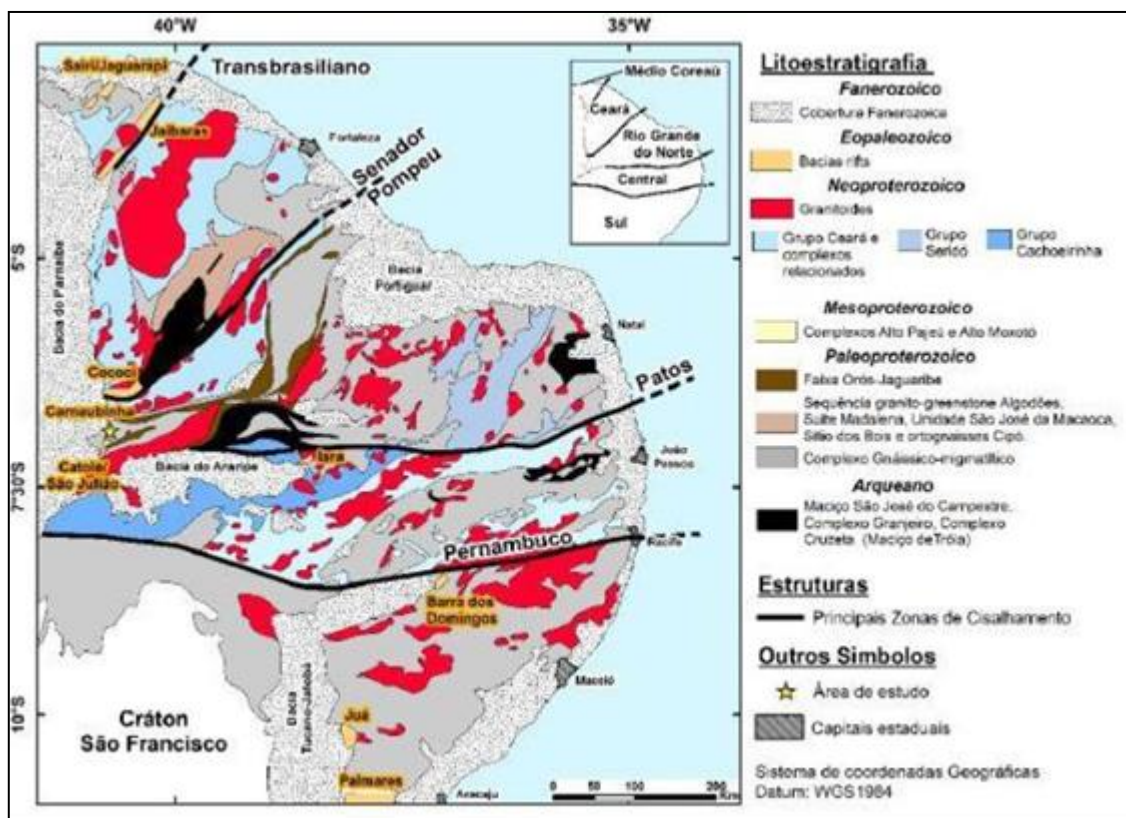 40°W
35°W
Transbrasiliano
Jaibaras
Fortaleza
Senador
Pompeu
5°S
Bacia do Parnaíba
Bacia
Potiguar
Natal
Cococi
Carnaubinha
Patos
Catolé/
São Julião
Bacia do Araripe
Iara
João
Pessoa
7°30'S
Pernambuco
Recife
Barra dos
Domingos
Maceió
10°S
Cráton
São Francisco
Bacia
Tucano-Jatobá
Juá
Palmares
Aracaju
0 50 100 200
Km
Médio Coreaú
Ceará
Rio Grande
do Norte
Central
Sul
Litoestratigrafia
Fanerozoico
Cobertura Fanerozoica
Eopaleozoico
Bacias rifts
Neoproterozoico
Granitoides
Grupo Ceará e
complexos
relacionados
Grupo
Seridó
Grupo
Cachoeirinha
Mesoproterozoico
Complexos Alto Pajeú e Alto Moxotó
Paleoproterozoico
Faixa Orós-Jaguaribe
Sequência granito-greenstone Algodões,
Suíte Madalena, Unidade São José da Macaoca,
Sítio dos Bois e ortognaisses Cipó.
Complexo Gnáissico-migmatítico
Arqueano
Maciço São José do Campestre,
Complexo Granjeiro, Complexo
Cruzeta (Maciço de Tróia)
Estruturas
Principais Zonas de Cisalhamento
Outros Simbolos
Área de estudo
Capitais estaduais
Sistema de coordenadas Geográficas
Datum: WGS1984